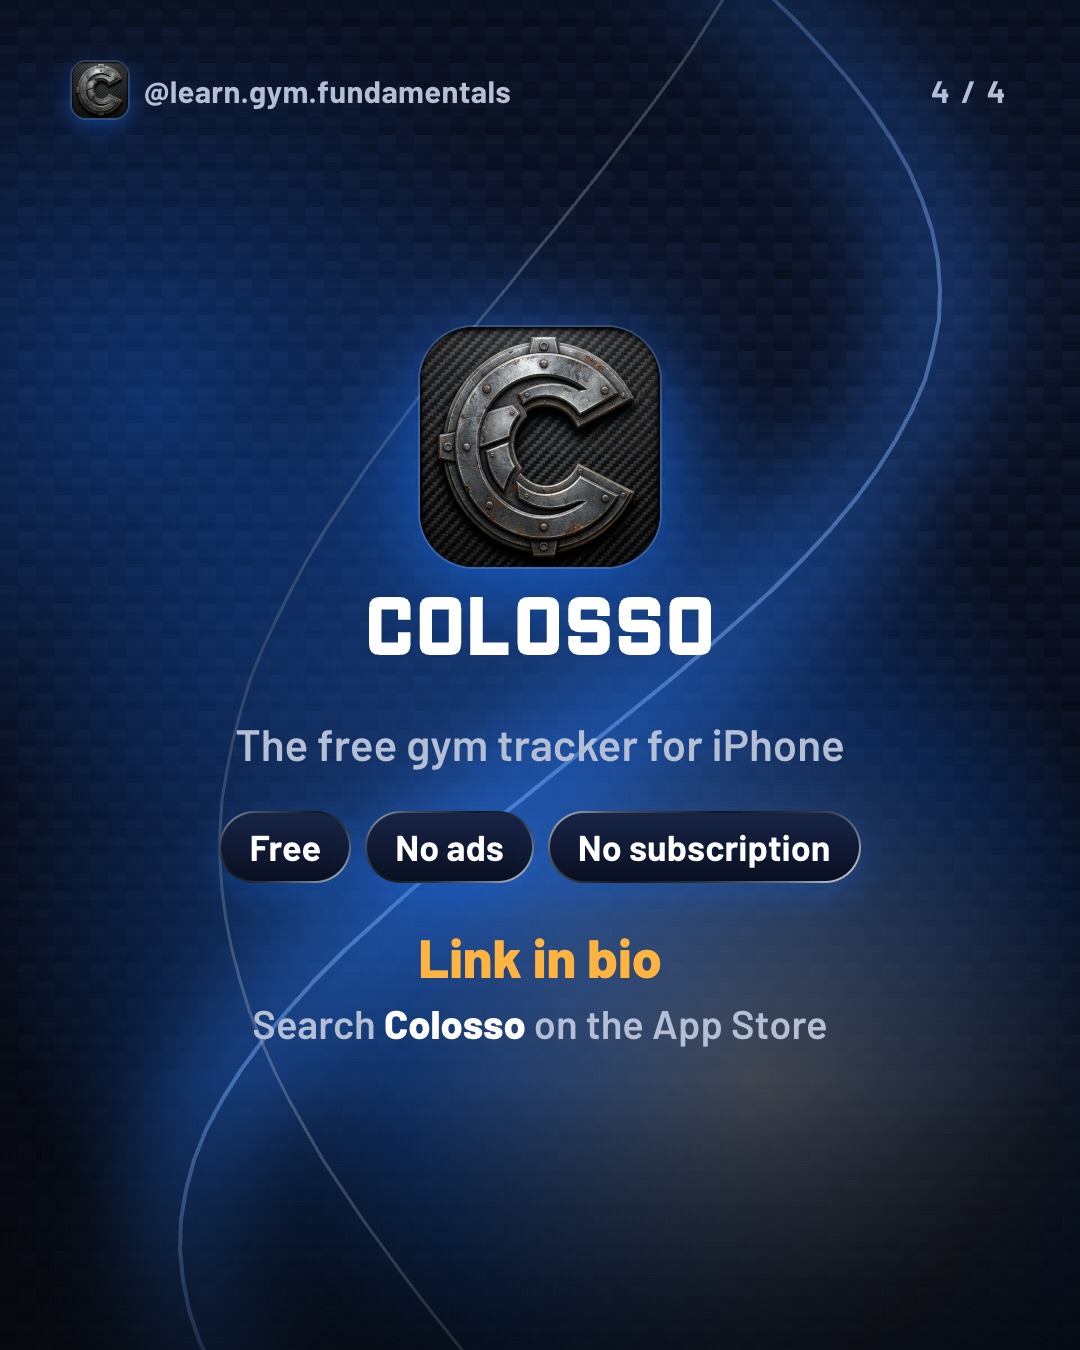 @learn.gym.fundamentals
4 / 4
COLOSSO
The free gym tracker for iPhone
Free
No ads
No subscription
Link in bio
Search Colosso on the App Store